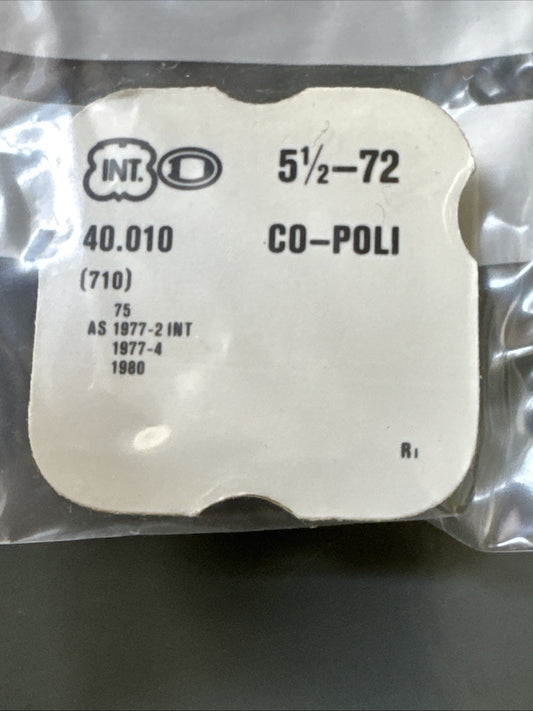 INT. D 5½–72
40.010 CO–POLI
(710)
75
AS 1977-2 INT
1977-4
1980
R1